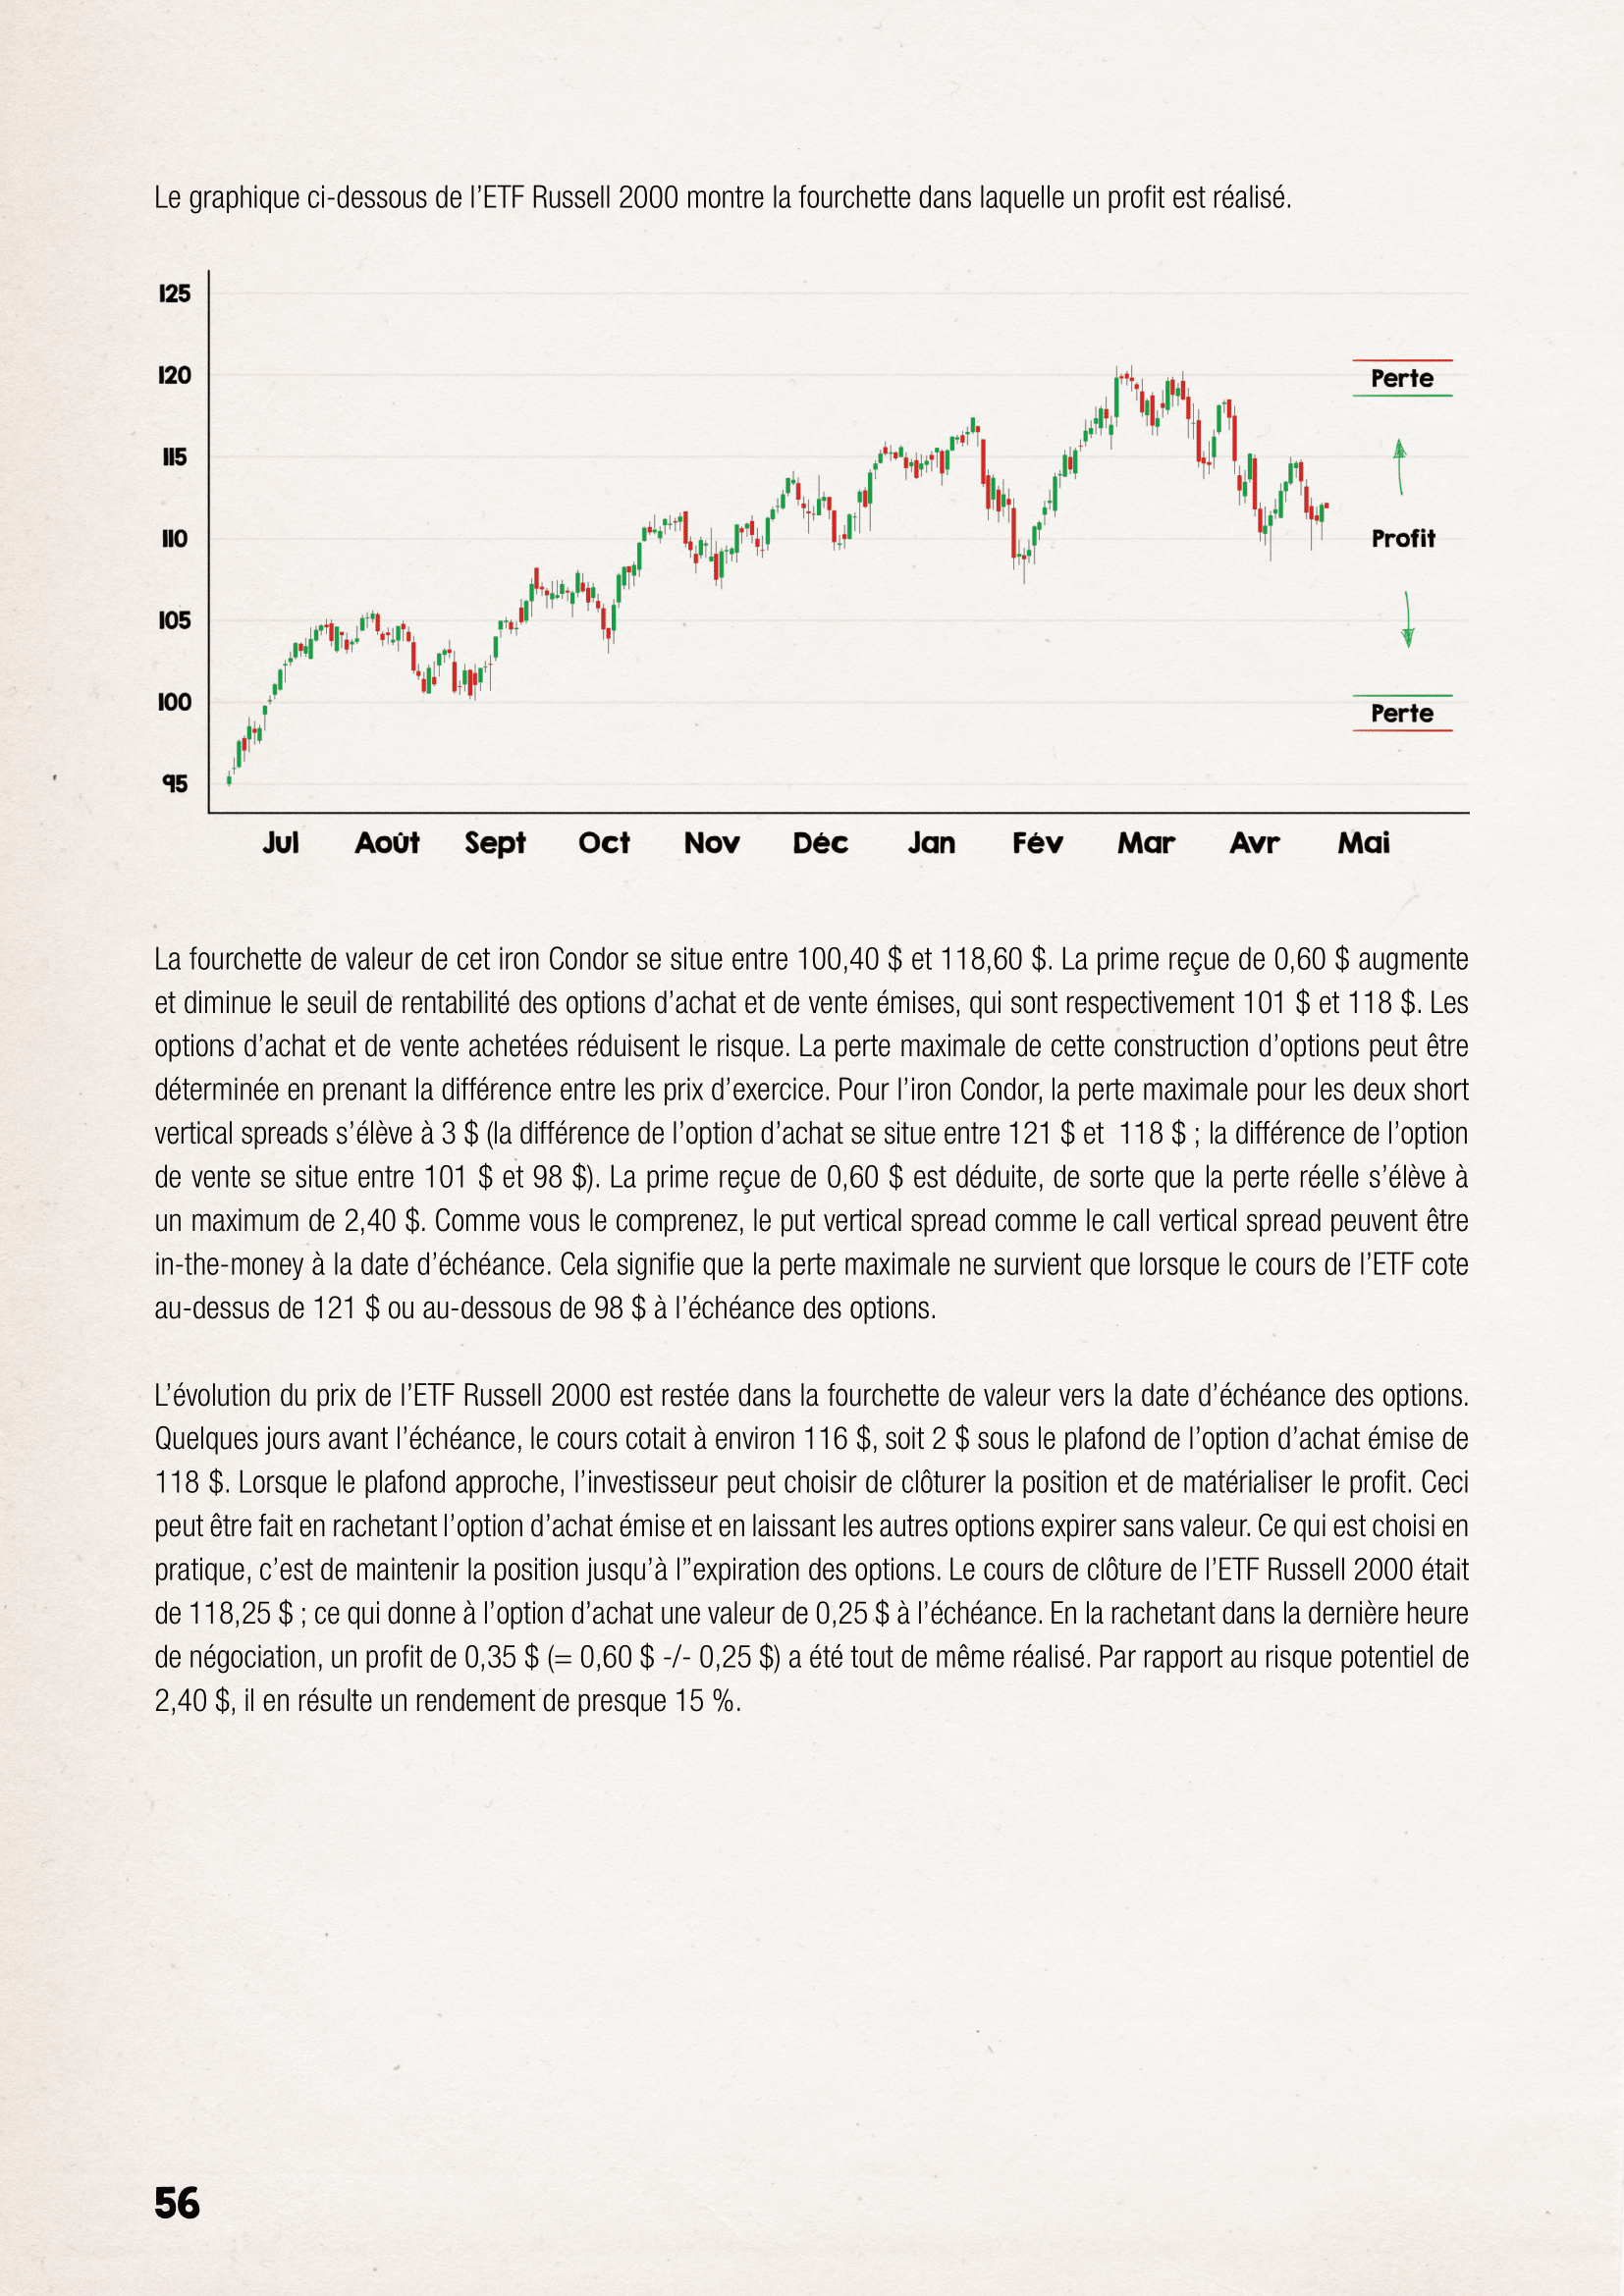 Le graphique ci-dessous de l’ETF Russell 2000 montre la fourchette dans laquelle un profit est réalisé.
125
120
115
110
105
100
95
Perte
Profit
Perte
Jul Août Sept Oct Nov Déc Jan Fév Mar Avr Mai
La fourchette de valeur de cet iron Condor se situe entre 100,40 $ et 118,60 $. La prime reçue de 0,60 $ augmente
et diminue le seuil de rentabilité des options d’achat et de vente émises, qui sont respectivement 101 $ et 118 $. Les
options d’achat et de vente achetées réduisent le risque. La perte maximale de cette construction d’options peut être
déterminée en prenant la différence entre les prix d’exercice. Pour l’iron Condor, la perte maximale pour les deux short
vertical spreads s’élève à 3 $ (la différence de l’option d’achat se situe entre 121 $ et 118 $ ; la différence de l’option
de vente se situe entre 101 $ et 98 $). La prime reçue de 0,60 $ est déduite, de sorte que la perte réelle s’élève à
un maximum de 2,40 $. Comme vous le comprenez, le put vertical spread comme le call vertical spread peuvent être
in-the-money à la date d’échéance. Cela signifie que la perte maximale ne survient que lorsque le cours de l’ETF cote
au-dessus de 121 $ ou au-dessous de 98 $ à l’échéance des options.
L’évolution du prix de l’ETF Russell 2000 est restée dans la fourchette de valeur vers la date d’échéance des options.
Quelques jours avant l’échéance, le cours cotait à environ 116 $, soit 2 $ sous le plafond de l’option d’achat émise de
118 $. Lorsque le plafond approche, l’investisseur peut choisir de clôturer la position et de matérialiser le profit. Ceci
peut être fait en rachetant l’option d’achat émise et en laissant les autres options expirer sans valeur. Ce qui est choisi en
pratique, c’est de maintenir la position jusqu’à l’’expiration des options. Le cours de clôture de l’ETF Russell 2000 était
de 118,25 $ ; ce qui donne à l’option d’achat une valeur de 0,25 $ à l’échéance. En la rachetant dans la dernière heure
de négociation, un profit de 0,35 $ (= 0,60 $ -/- 0,25 $) a été tout de même réalisé. Par rapport au risque potentiel de
2,40 $, il en résulte un rendement de presque 15 %.
56